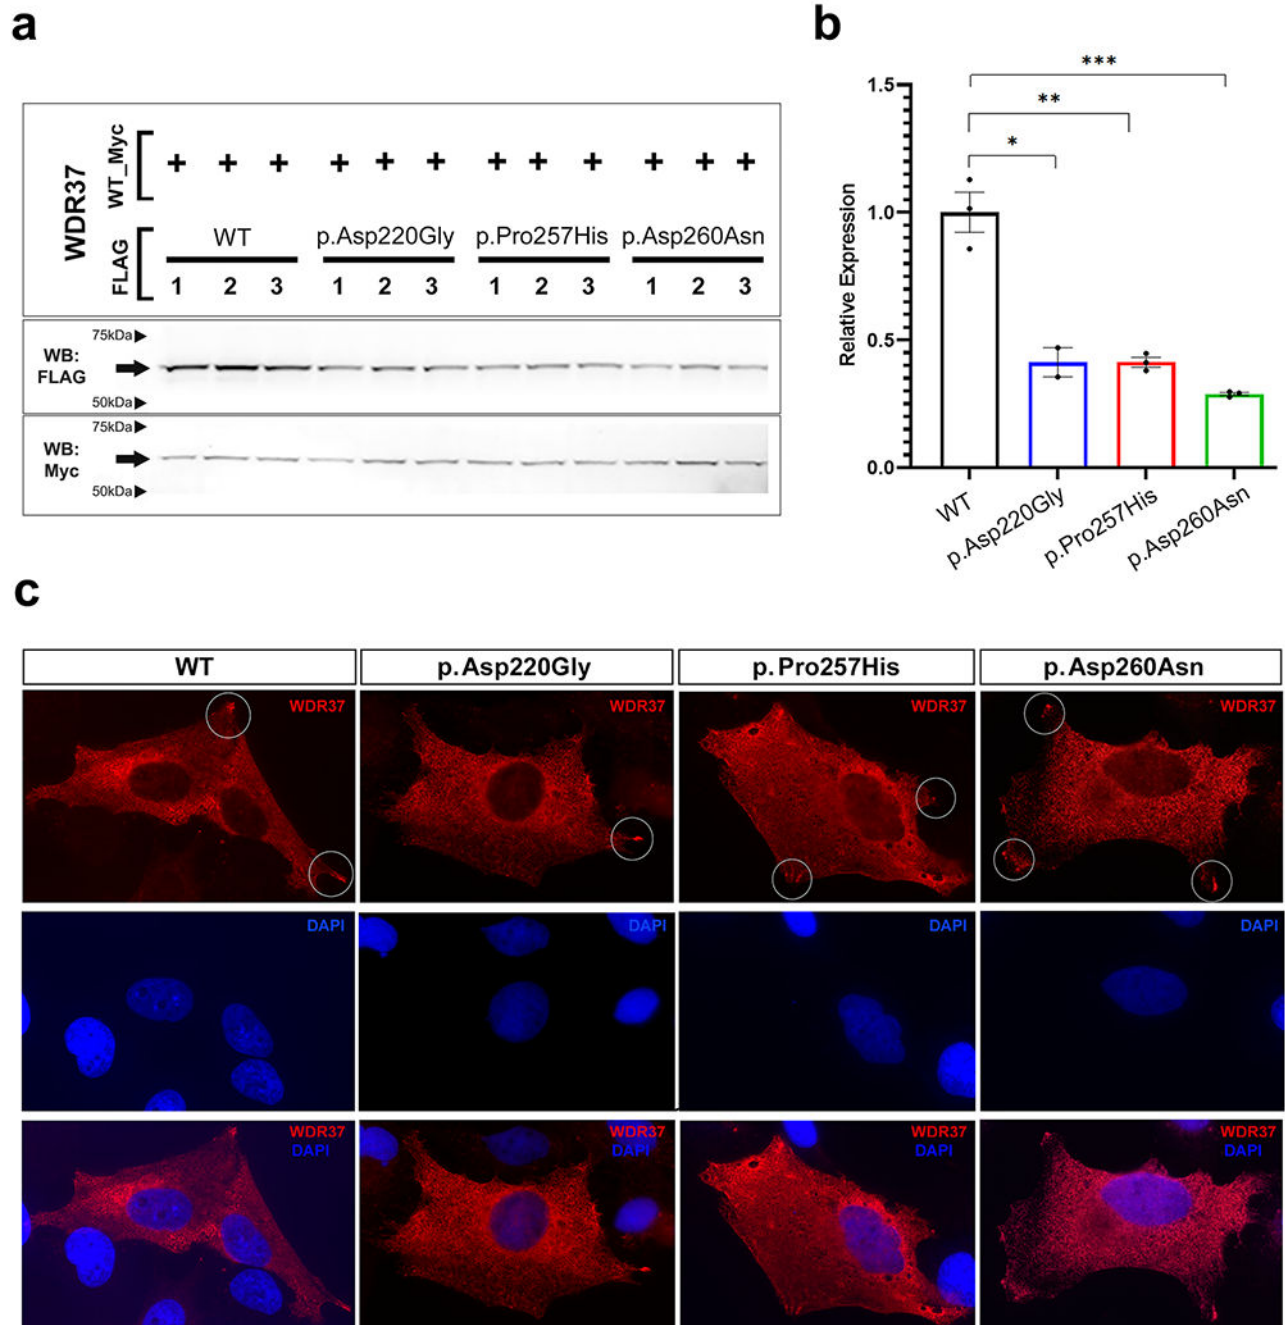 a
WDR37
WT_Myc
+ + + + + + + + + + + +
FLAG
WT p.Asp220Gly p.Pro257His p.Asp260Asn
1 2 3 1 2 3 1 2 3 1 2 3
75kDa
WB:
FLAG
50kDa
75kDa
WB:
Myc
50kDa
b
***
**
*
1.5
1.0
0.5
0.0
Relative Expression
WT
p.Asp220Gly
p.Pro257His
p.Asp260Asn
c
WT p.Asp220Gly p.Pro257His p.Asp260Asn
WDR37 WDR37 WDR37 WDR37
DAPI DAPI DAPI DAPI
WDR37 WDR37 WDR37 WDR37
DAPI DAPI DAPI DAPI